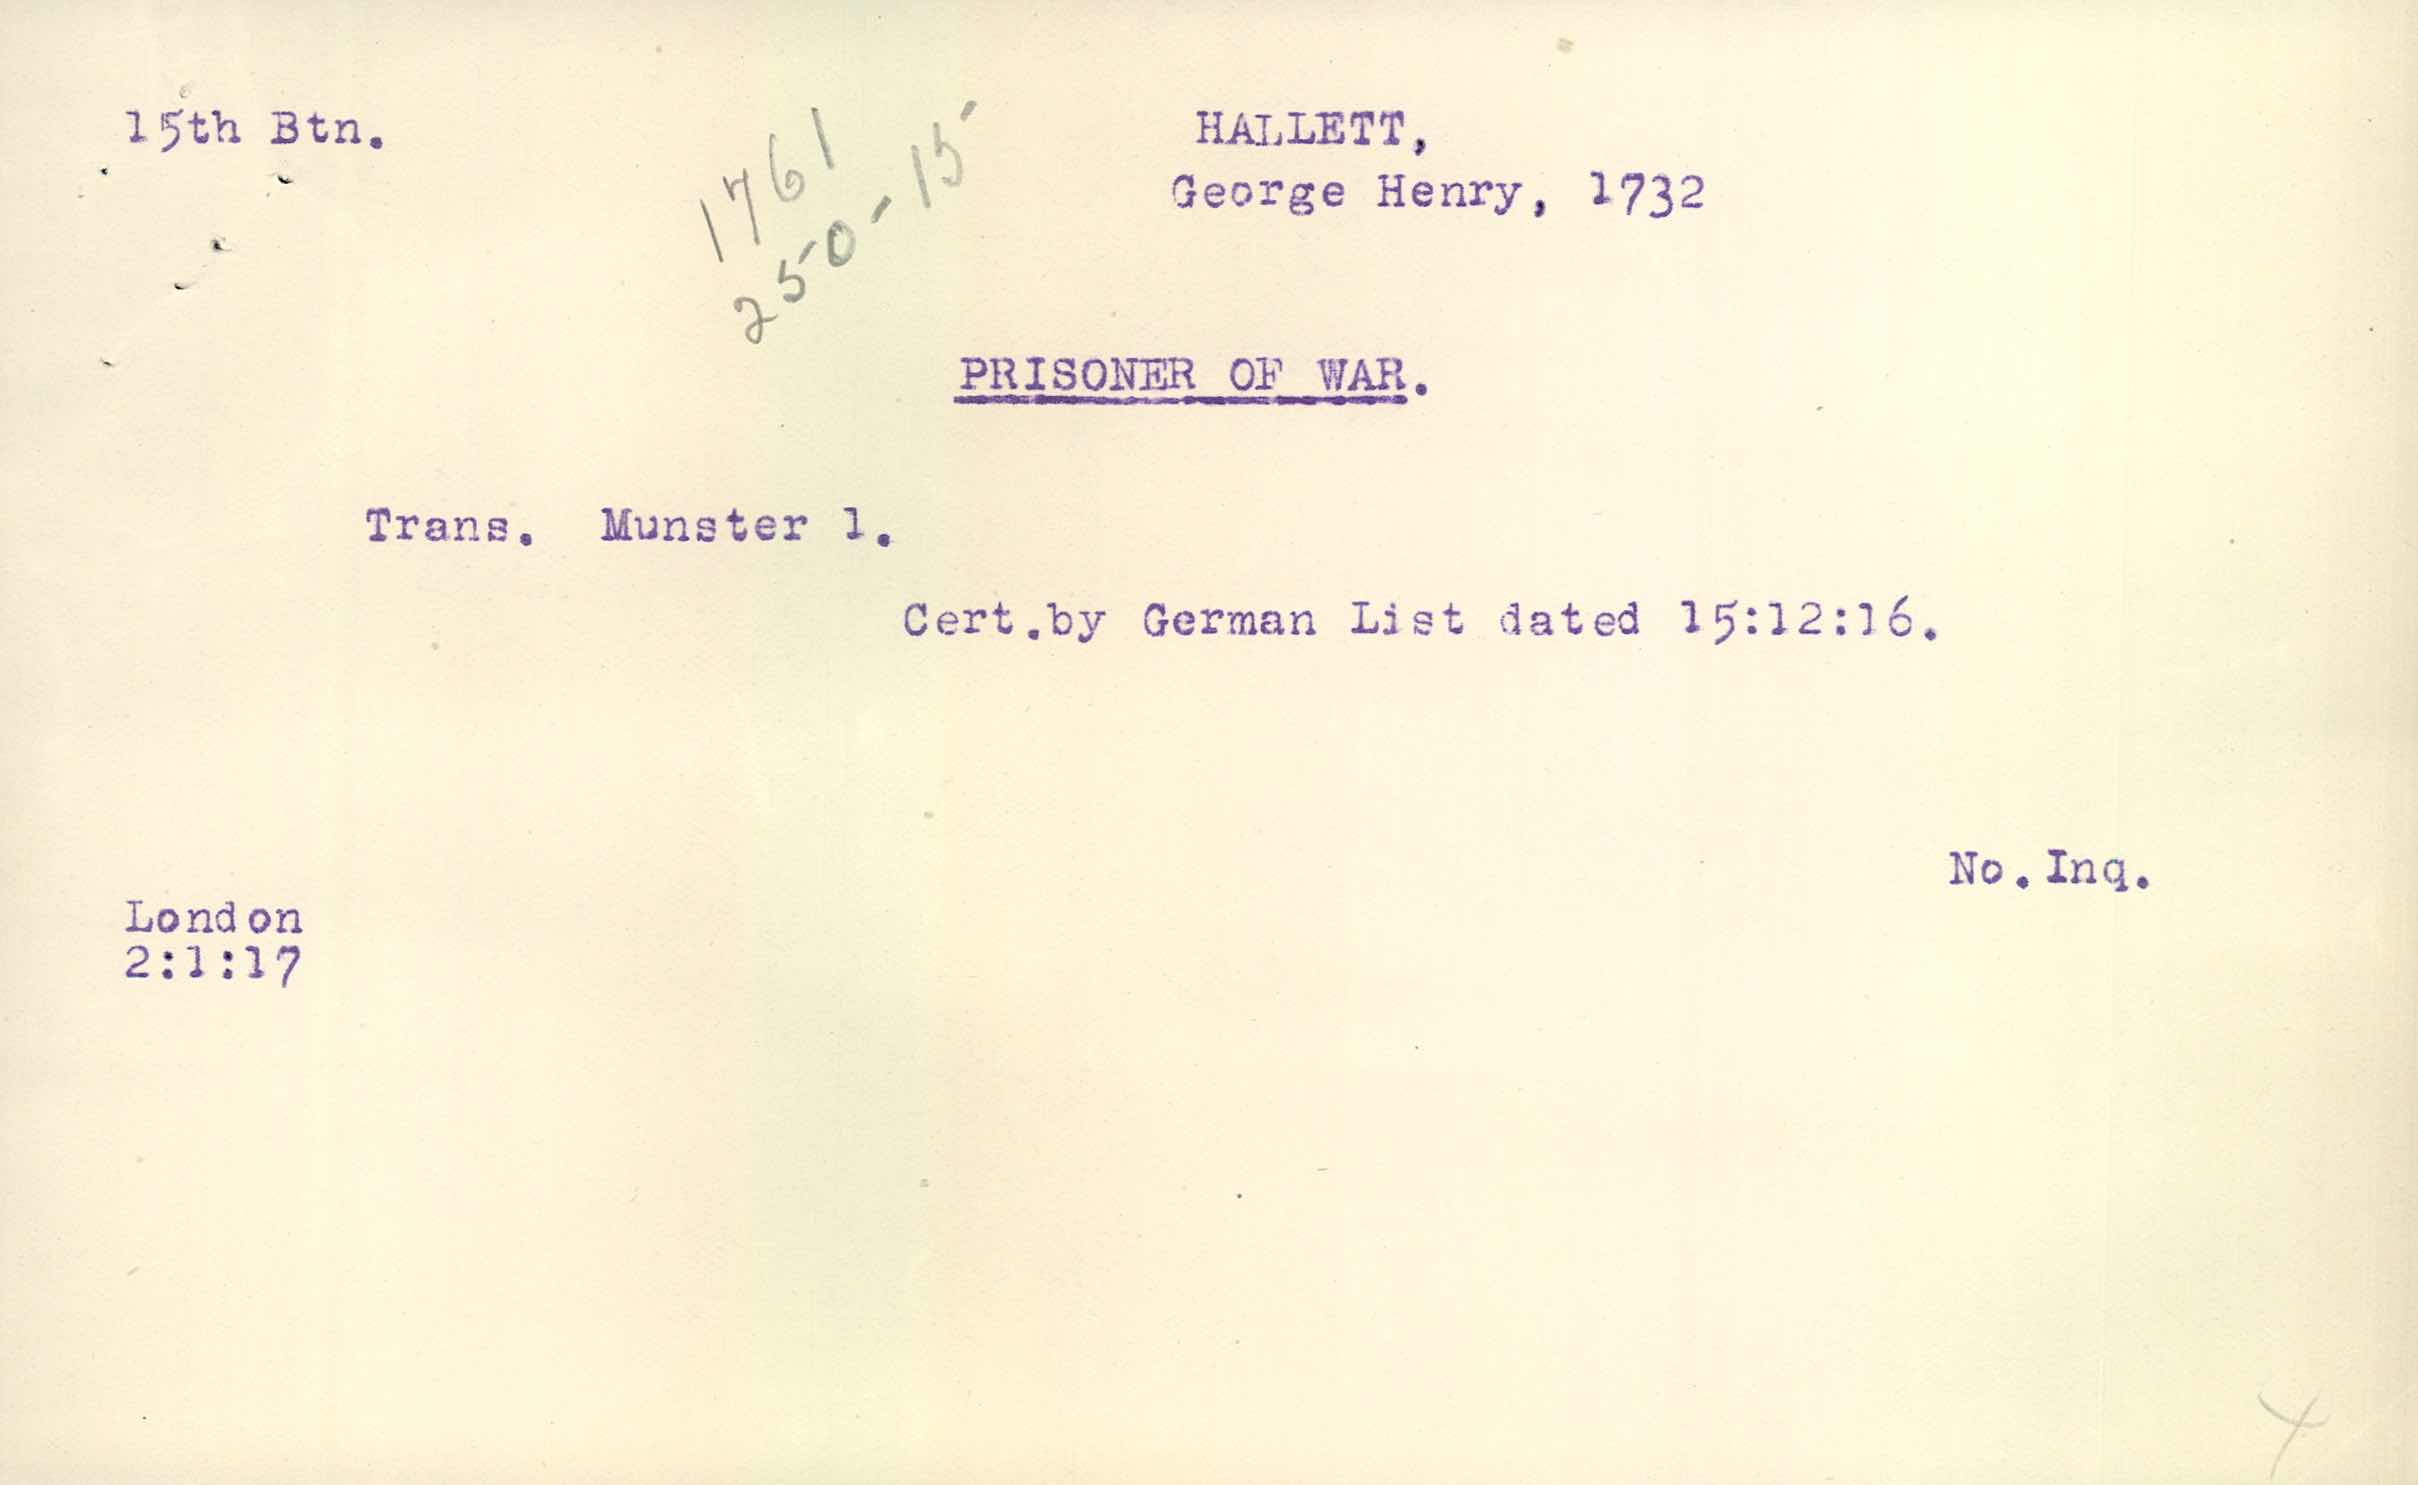 15th Btn.
HALLETT,
George Henry, 1732
1761
250-15
PRISONER OF WAR.
Trans. Munster 1.
Cert.by German List dated 15:12:16.
No.Inq.
London
2:1:17